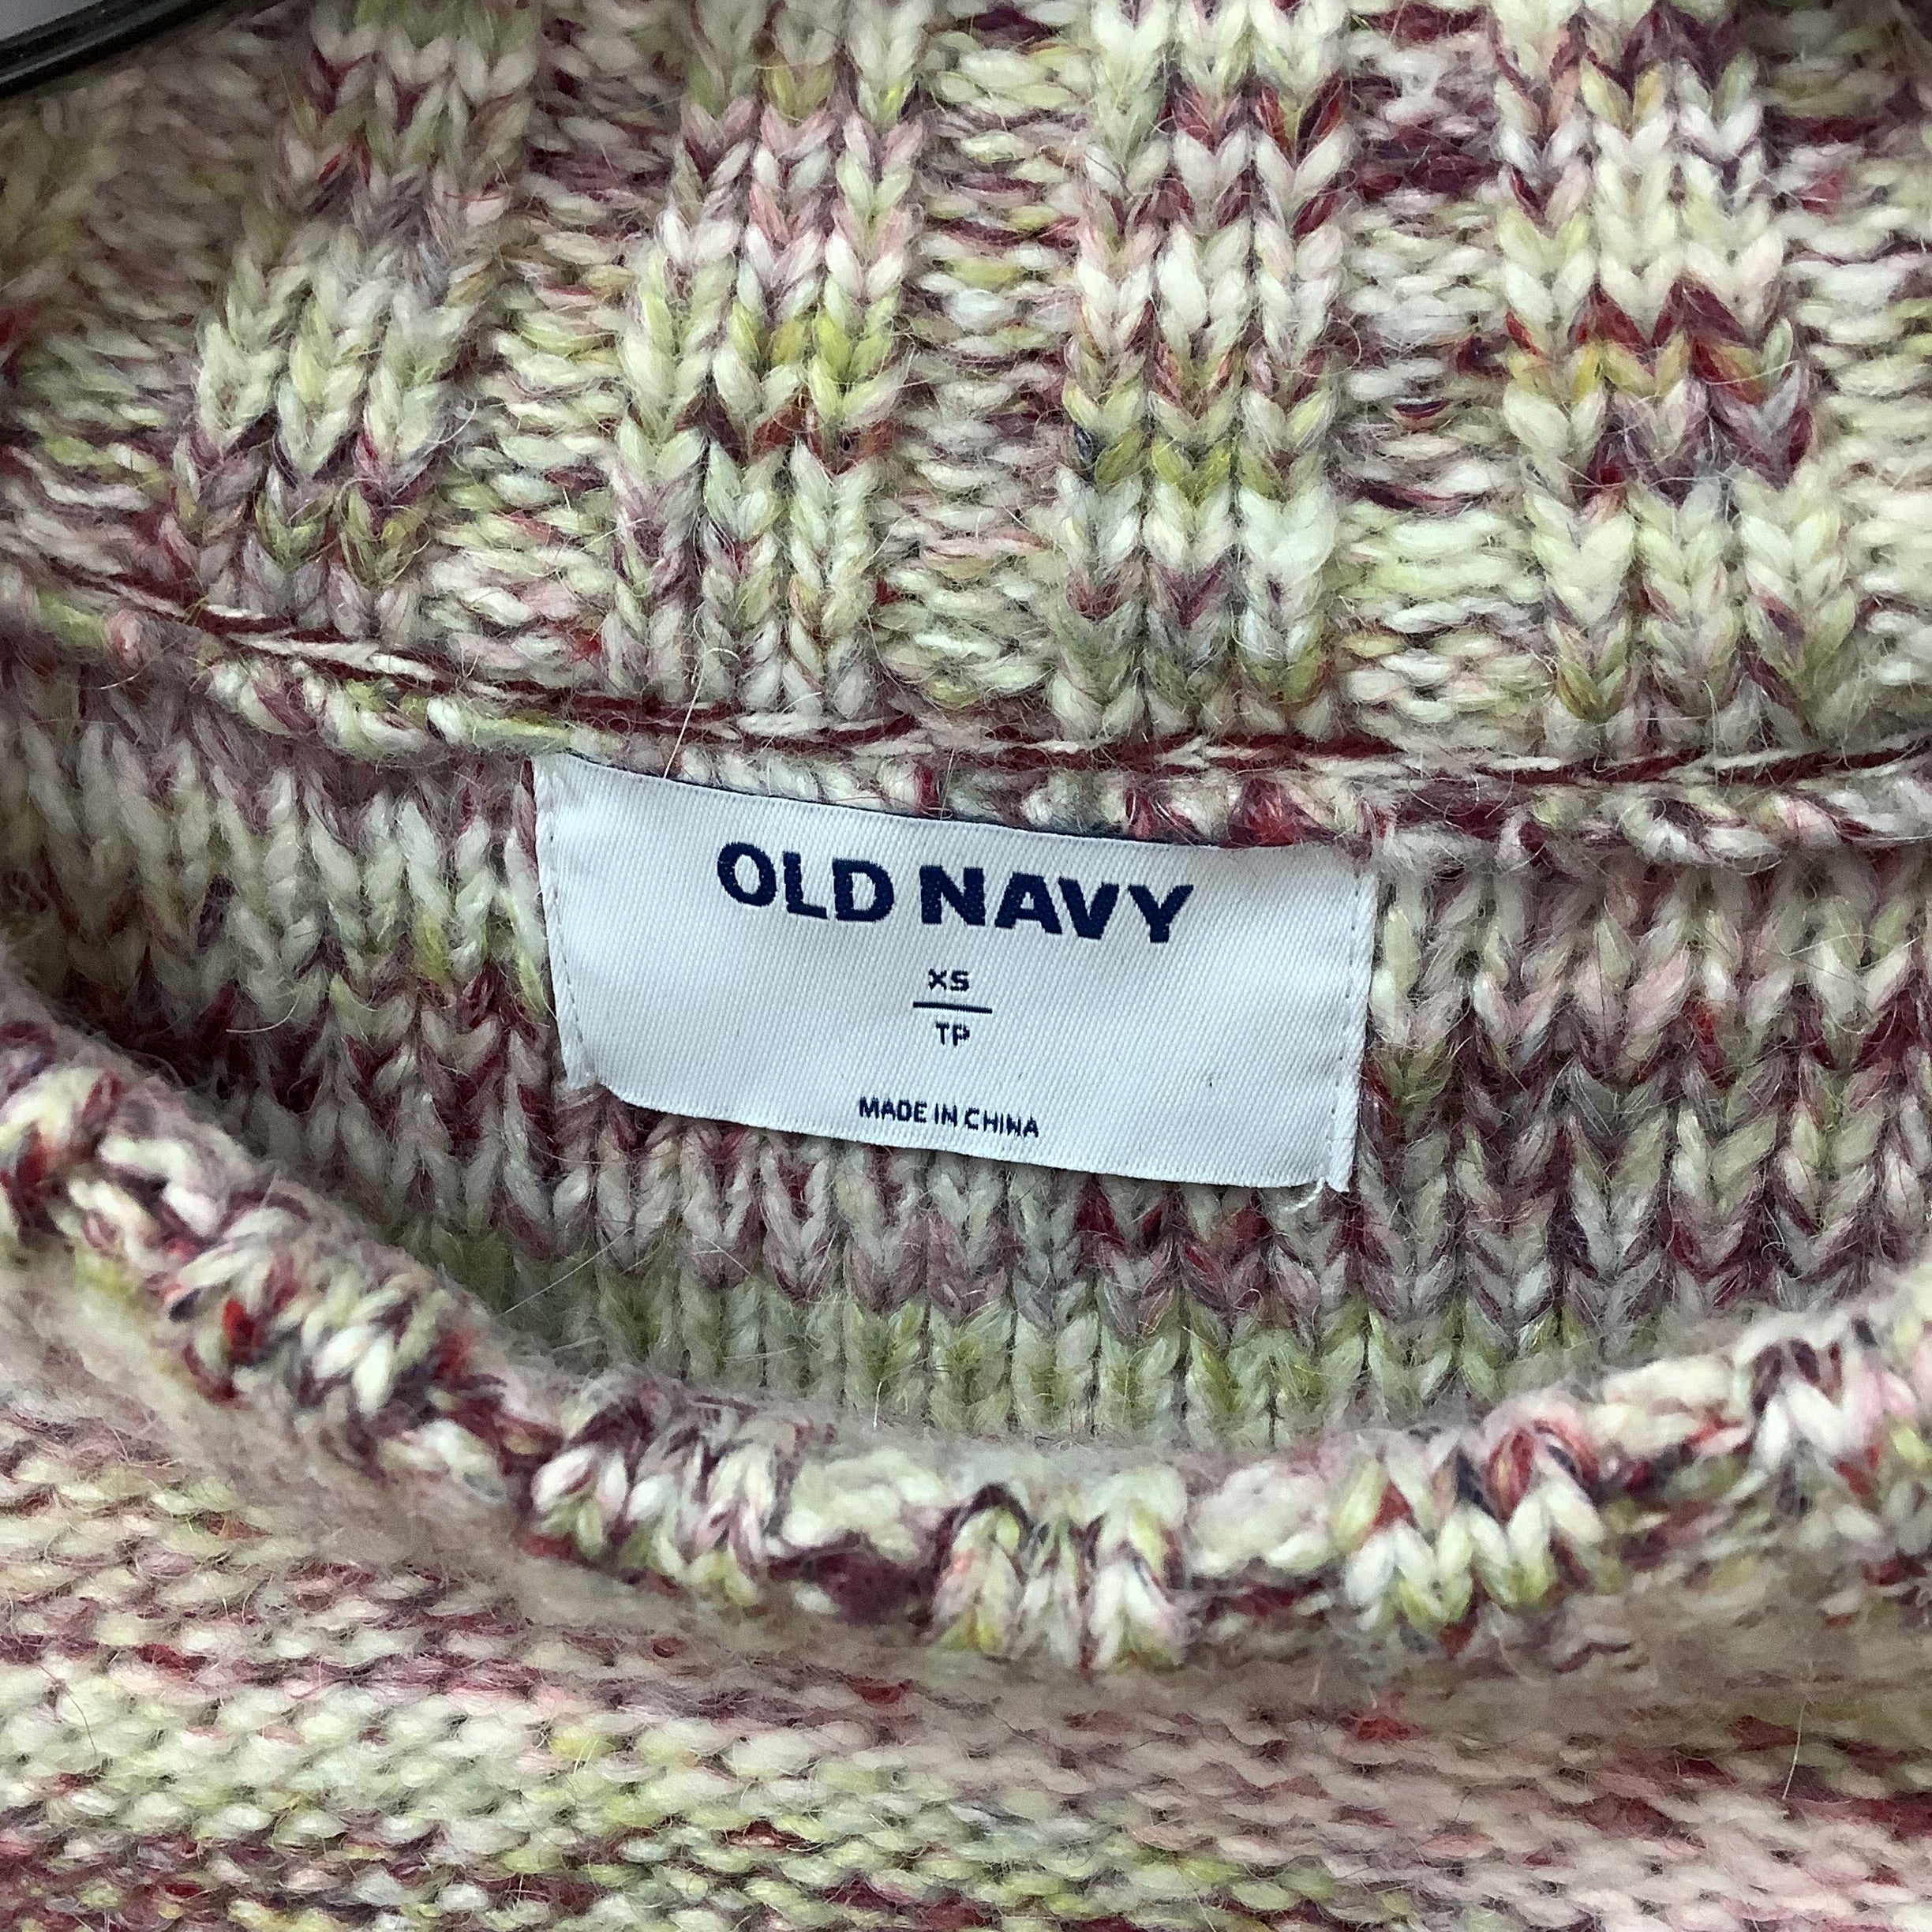 OLD NAVY
XS
TP
MADE IN CHINA